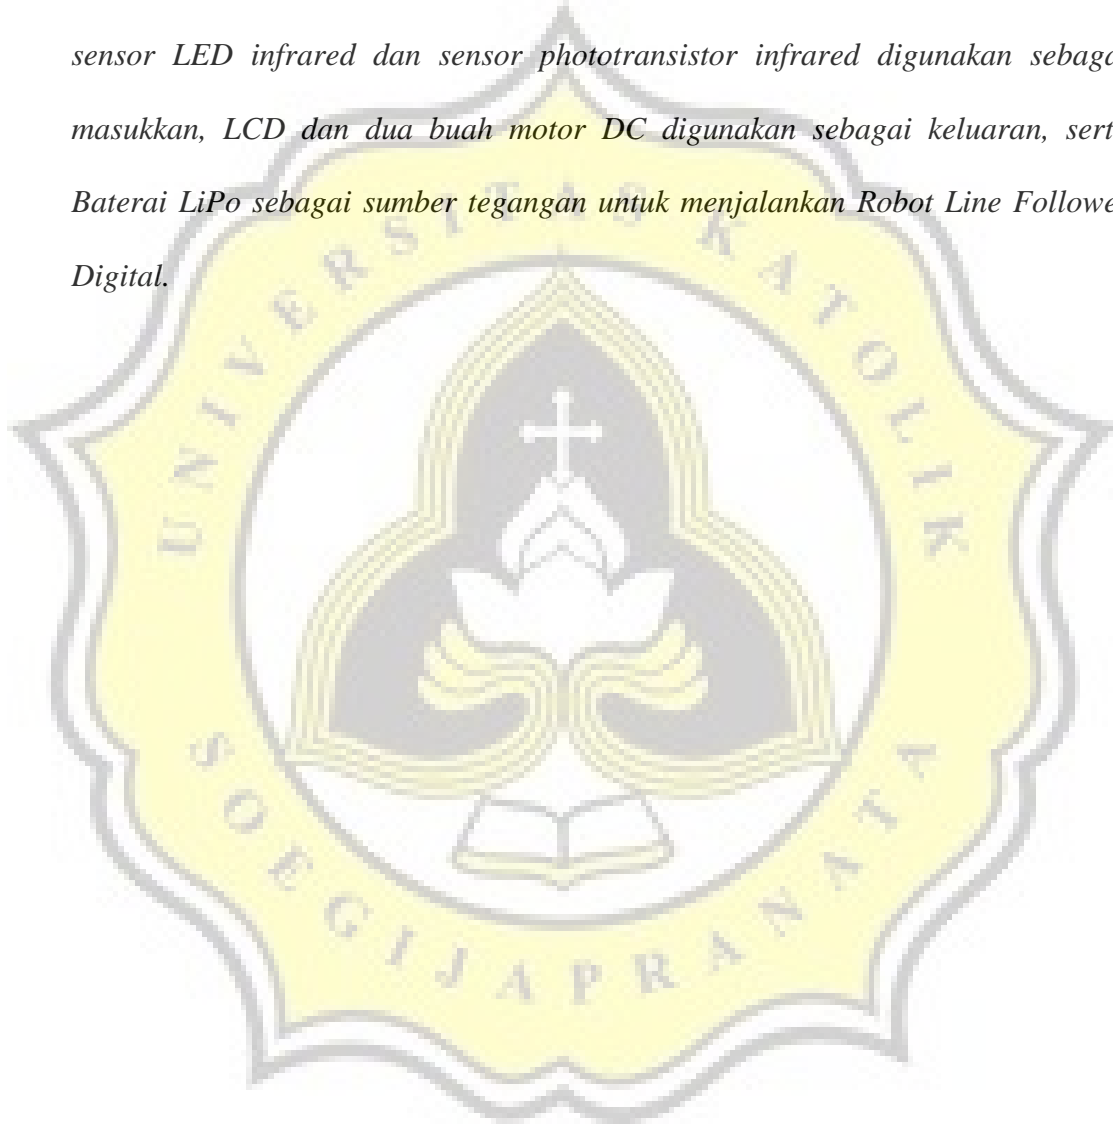 sensor LED infrared dan sensor phototransistor infrared digunakan sebaga
masukkan, LCD dan dua buah motor DC digunakan sebagai keluaran, sert
Baterai LiPo sebagai sumber tegangan untuk menjalankan Robot Line Followe
Digital.
UNIVERSITAS KATOLIK
SOEGIJAPRANATA